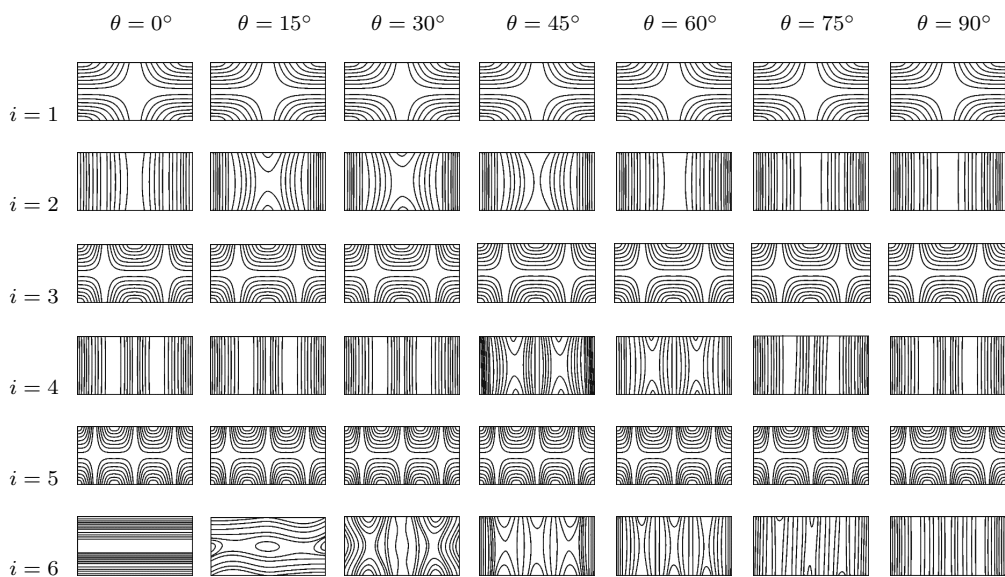 θ = 0° θ = 15° θ = 30° θ = 45° θ = 60° θ = 75° θ = 90°
i = 1
i = 2
i = 3
i = 4
i = 5
i = 6